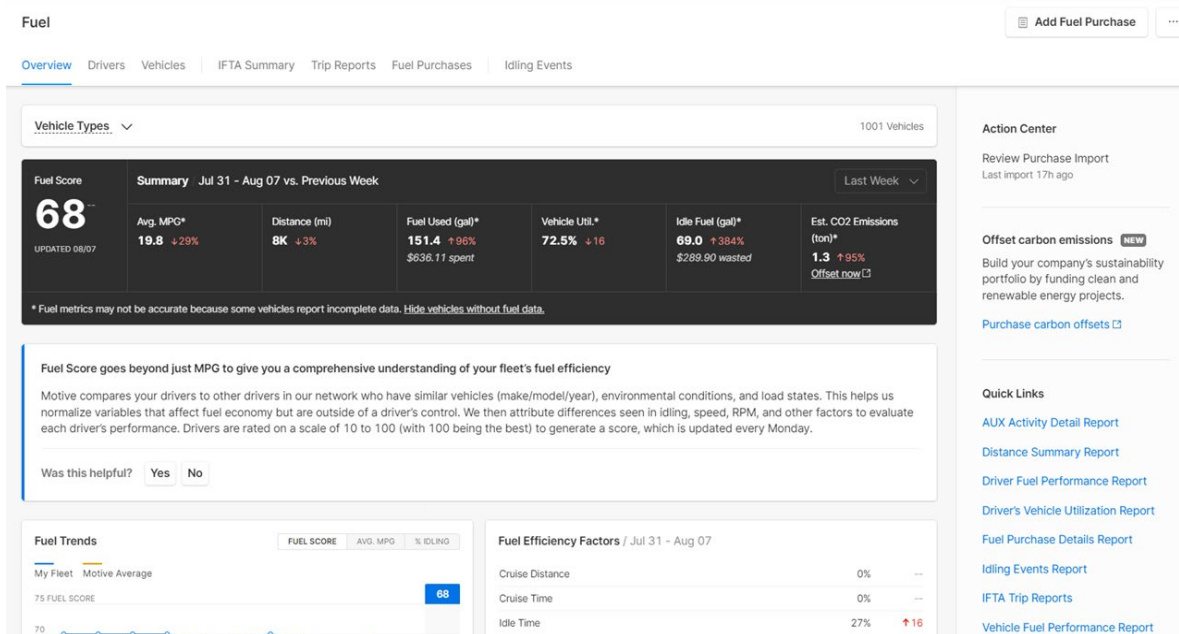 Fuel
Add Fuel Purchase
...
Overview Drivers Vehicles IFTA Summary Trip Reports Fuel Purchases Idling Events
Vehicle Types
1001 Vehicles
Fuel Score
68 --
UPDATED 08/07
Summary Jul 31 - Aug 07 vs. Previous Week
Last Week
Avg. MPG*
19.8 ↓29%
Distance (mi)
8K ↓3%
Fuel Used (gal)*
151.4 ↑96%
$636.11 spent
Vehicle Util.*
72.5% ↓16
Idle Fuel (gal)*
69.0 ↑384%
$289.90 wasted
Est. CO2 Emissions
(ton)*
1.3 ↑95%
Offset now
* Fuel metrics may not be accurate because some vehicles report incomplete data. Hide vehicles without fuel data.
Fuel Score goes beyond just MPG to give you a comprehensive understanding of your fleet's fuel efficiency
Motive compares your drivers to other drivers in our network who have similar vehicles (make/model/year), environmental conditions, and load states. This helps us
normalize variables that affect fuel economy but are outside of a driver's control. We then attribute differences seen in idling, speed, RPM, and other factors to evaluate
each driver's performance. Drivers are rated on a scale of 10 to 100 (with 100 being the best) to generate a score, which is updated every Monday.
Was this helpful? Yes No
Fuel Trends
FUEL SCORE AVG. MPG % IDLING
My Fleet Motive Average
75 FUEL SCORE
68
70
Fuel Efficiency Factors / Jul 31 - Aug 07
Cruise Distance 0% --
Cruise Time 0% --
Idle Time 27% ↑16
Action Center
Review Purchase Import
Last import 17h ago
Offset carbon emissions NEW
Build your company's sustainability
portfolio by funding clean and
renewable energy projects.
Purchase carbon offsets
Quick Links
AUX Activity Detail Report
Distance Summary Report
Driver Fuel Performance Report
Driver's Vehicle Utilization Report
Fuel Purchase Details Report
Idling Events Report
IFTA Trip Reports
Vehicle Fuel Performance Report